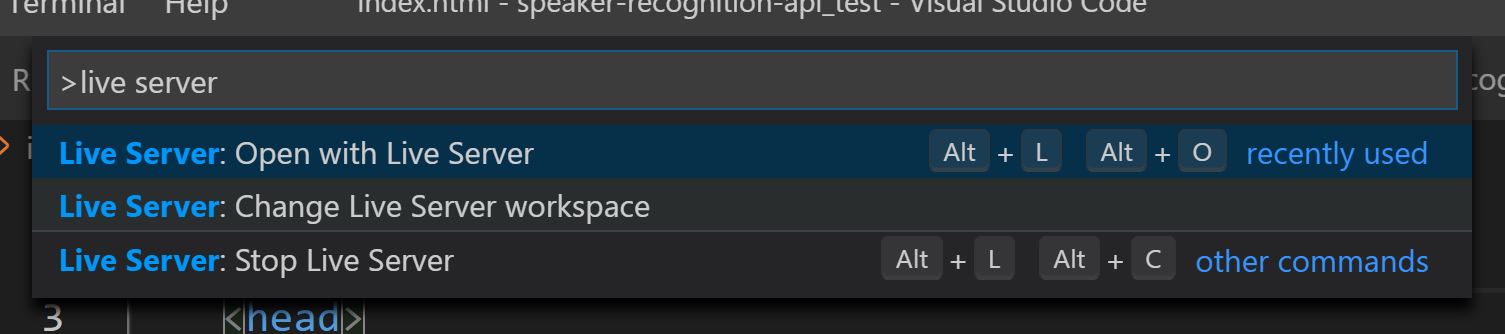 Terminal Help index.html - speaker-recognition-api_test - Visual Studio Code
>live server
Live Server: Open with Live Server Alt + L Alt + O recently used
Live Server: Change Live Server workspace
Live Server: Stop Live Server Alt + L Alt + C other commands
3 <head>